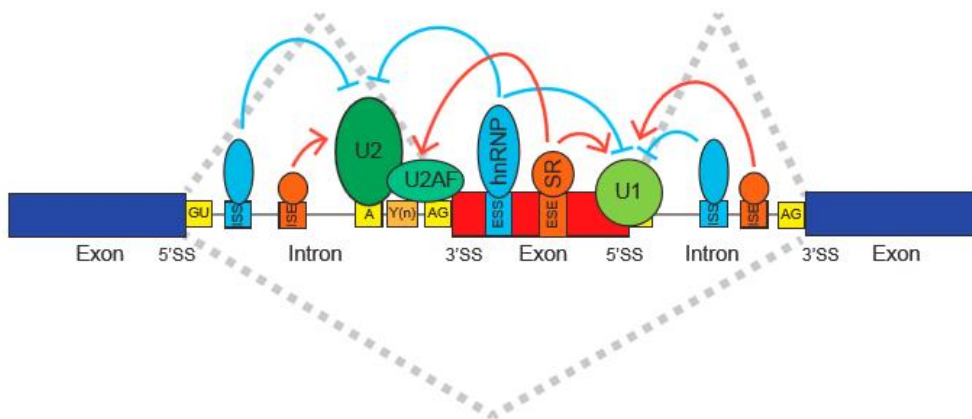 U2
U2AF
hnRNP
SR
U1
GU
ISS
ISE
A
Y(n)
AG
ESS
ESE
ISS
ISE
AG
Exon 5'SS Intron 3'SS Exon 5'SS Intron 3'SS Exon